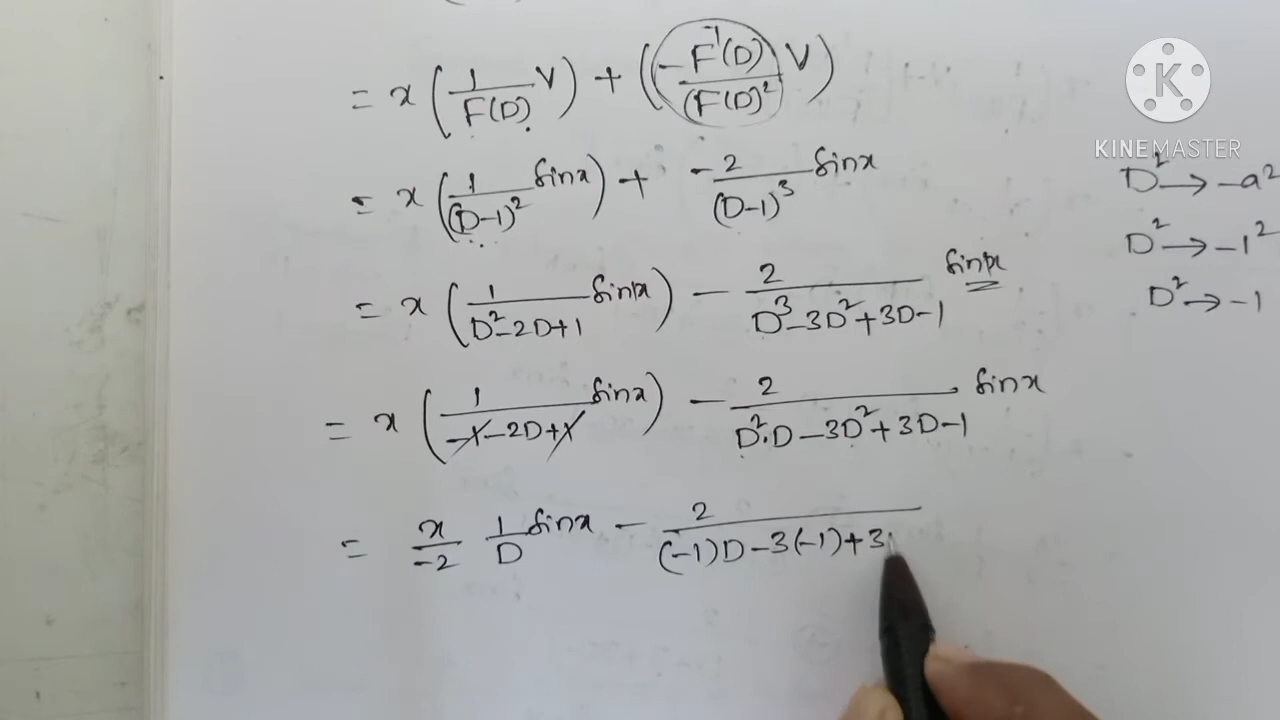 = x (1/F(D) V) + (-F'(D)/(F(D)² V)
= x (1/(D-1)² Sinx) + -2/(D-1)³ Sinx
= x (1/D²-2D+1 Sinx) - 2/D³-3D²+3D-1 Sinx
= x (1/-1-2D+1 Sinx) - 2/D².D-3D²+3D-1 Sinx
= x/-2 1/D Sinx - 2/(-1)D-3(-1)+3
K
KINEMASTER
D² → -a²
D² → -1²
D² → -1